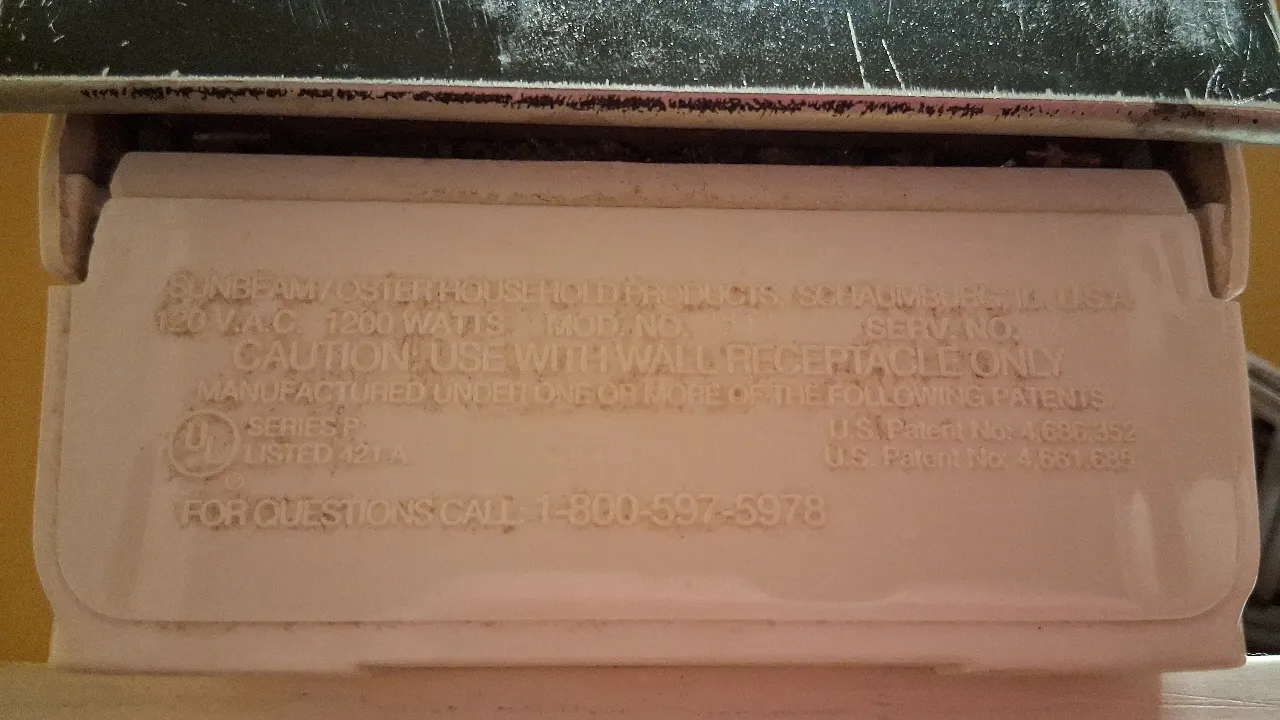 SUNBEAM/OSTER HOUSEHOLD PRODUCTS, SCHAUMBURG, IL. U.S.A.
120 V.A.C. 1200 WATTS MOD. NO. SERV. NO.
CAUTION: USE WITH WALL RECEPTACLE ONLY
MANUFACTURED UNDER ONE OR MORE OF THE FOLLOWING PATENTS
UL SERIES P U.S. Patent No: 4,686,352
LISTED 421 A U.S. Patent No: 4,661,685
FOR QUESTIONS CALL: 1-800-597-5978